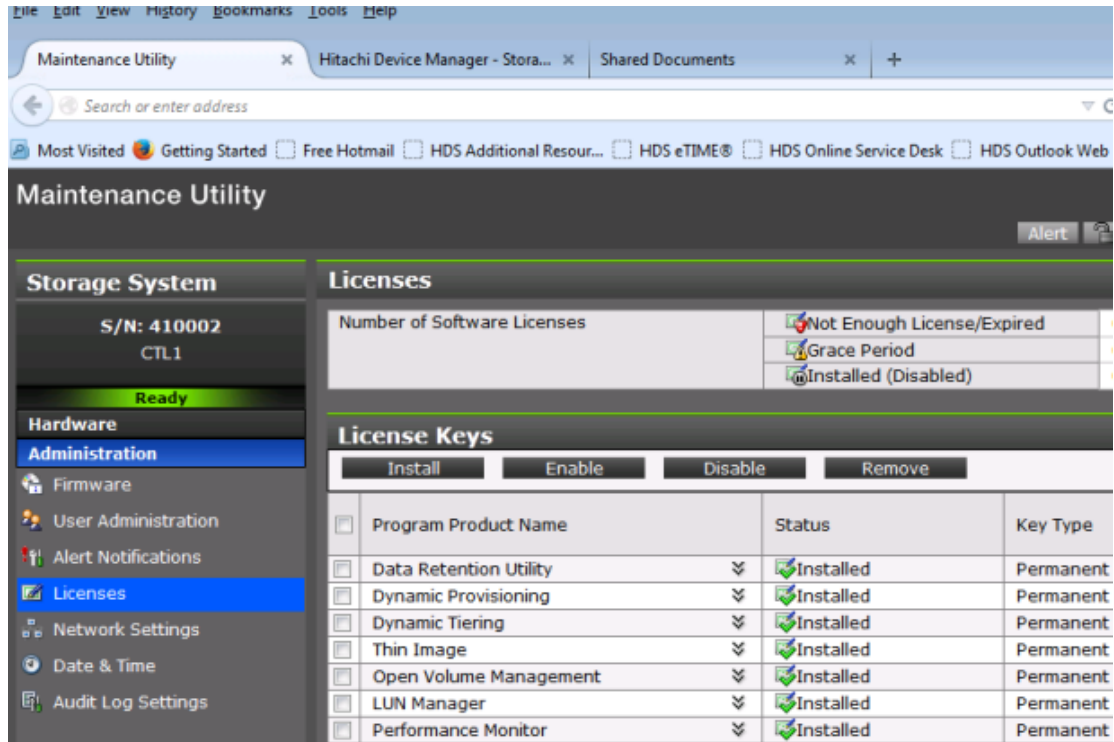 File Edit View History Bookmarks Tools Help
Maintenance Utility × Hitachi Device Manager - Stora... × Shared Documents × +
Search or enter address
Most Visited Getting Started Free Hotmail HDS Additional Resour... HDS eTIME® HDS Online Service Desk HDS Outlook Web
Maintenance Utility
Alert
Storage System
S/N: 410002
CTL1
Ready
Hardware
Administration
Firmware
User Administration
Alert Notifications
Licenses
Network Settings
Date & Time
Audit Log Settings
Licenses
Number of Software Licenses
Not Enough License/Expired
Grace Period
Installed (Disabled)
License Keys
Install Enable Disable Remove
Program Product Name Status Key Type
Data Retention Utility Installed Permanent
Dynamic Provisioning Installed Permanent
Dynamic Tiering Installed Permanent
Thin Image Installed Permanent
Open Volume Management Installed Permanent
LUN Manager Installed Permanent
Performance Monitor Installed Permanent